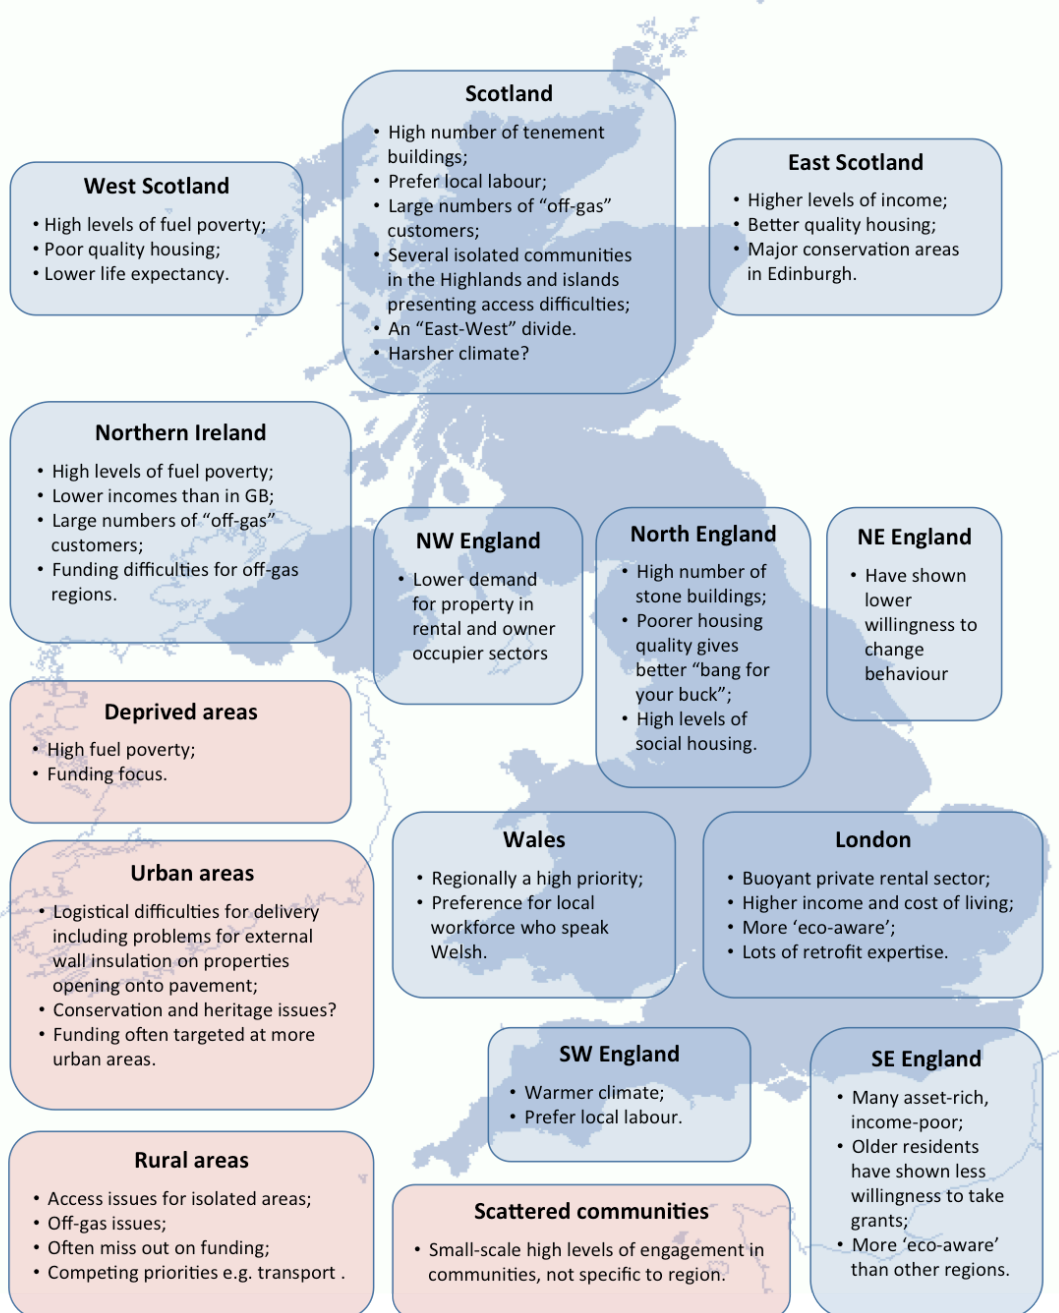 Scotland
• High number of tenement
buildings;
• Prefer local labour;
• Large numbers of “off-gas”
customers;
• Several isolated communities
in the Highlands and islands
presenting access difficulties;
• An “East-West” divide.
• Harsher climate?
West Scotland
• High levels of fuel poverty;
• Poor quality housing;
• Lower life expectancy.
East Scotland
• Higher levels of income;
• Better quality housing;
• Major conservation areas
in Edinburgh.
Northern Ireland
• High levels of fuel poverty;
• Lower incomes than in GB;
• Large numbers of “off-gas”
customers;
• Funding difficulties for off-gas
regions.
NW England
• Lower demand
for property in
rental and owner
occupier sectors
North England
• High number of
stone buildings;
• Poorer housing
quality gives
better “bang for
your buck”;
• High levels of
social housing.
NE England
• Have shown
lower
willingness to
change
behaviour
Deprived areas
• High fuel poverty;
• Funding focus.
Urban areas
• Logistical difficulties for delivery
including problems for external
wall insulation on properties
opening onto pavement;
• Conservation and heritage issues?
• Funding often targeted at more
urban areas.
Wales
• Regionally a high priority;
• Preference for local
workforce who speak
Welsh.
London
• Buoyant private rental sector;
• Higher income and cost of living;
• More ‘eco-aware’;
• Lots of retrofit expertise.
SW England
• Warmer climate;
• Prefer local labour.
SE England
• Many asset-rich,
income-poor;
• Older residents
have shown less
willingness to take
grants;
• More ‘eco-aware’
than other regions.
Rural areas
• Access issues for isolated areas;
• Off-gas issues;
• Often miss out on funding;
• Competing priorities e.g. transport .
Scattered communities
• Small-scale high levels of engagement in
communities, not specific to region.